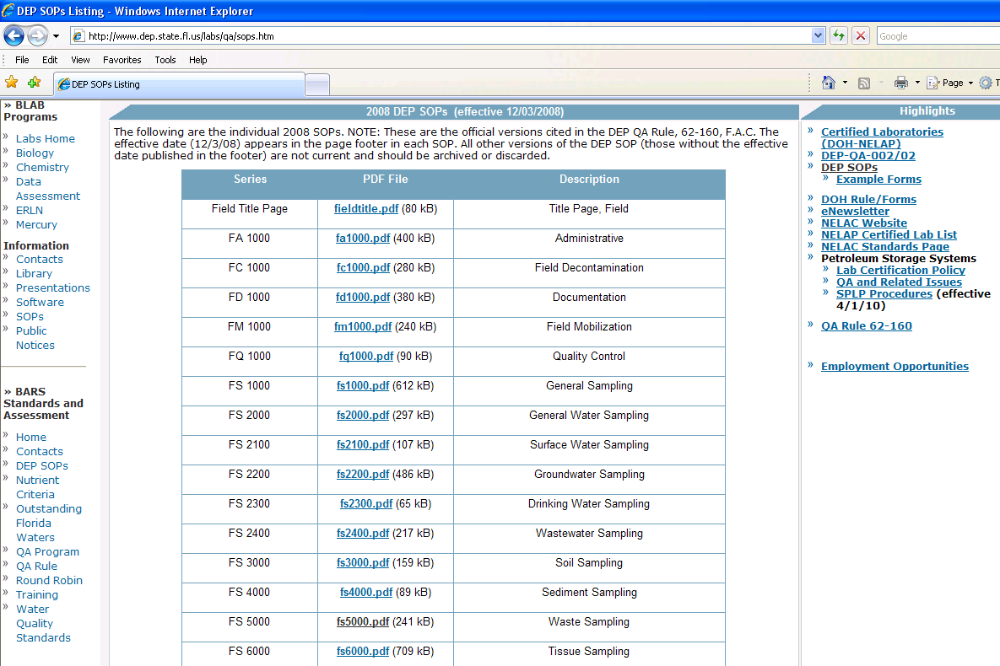 DEP SOPs Listing - Windows Internet Explorer
http://www.dep.state.fl.us/labs/qa/sops.htm
Google
File Edit View Favorites Tools Help
DEP SOPs Listing
Page
T
» BLAB
Programs
» Labs Home
» Biology
» Chemistry
» Data
Assessment
» ERLN
» Mercury
Information
» Contacts
» Library
» Presentations
» Software
» SOPs
» Public
Notices
» BARS
Standards and
Assessment
» Home
» Contacts
» DEP SOPs
» Nutrient
Criteria
» Outstanding
Florida
Waters
» QA Program
» QA Rule
» Round Robin
» Training
» Water
Quality
Standards
2008 DEP SOPs (effective 12/03/2008)
The following are the individual 2008 SOPs. NOTE: These are the official versions cited in the DEP QA Rule, 62-160, F.A.C. The
effective date (12/3/08) appears in the page footer in each SOP. All other versions of the DEP SOP (those without the effective
date published in the footer) are not current and should be archived or discarded.
Series PDF File Description
Field Title Page fieldtitle.pdf (80 kB) Title Page, Field
FA 1000 fa1000.pdf (400 kB) Administrative
FC 1000 fc1000.pdf (280 kB) Field Decontamination
FD 1000 fd1000.pdf (380 kB) Documentation
FM 1000 fm1000.pdf (240 kB) Field Mobilization
FQ 1000 fq1000.pdf (90 kB) Quality Control
FS 1000 fs1000.pdf (612 kB) General Sampling
FS 2000 fs2000.pdf (297 kB) General Water Sampling
FS 2100 fs2100.pdf (107 kB) Surface Water Sampling
FS 2200 fs2200.pdf (486 kB) Groundwater Sampling
FS 2300 fs2300.pdf (65 kB) Drinking Water Sampling
FS 2400 fs2400.pdf (217 kB) Wastewater Sampling
FS 3000 fs3000.pdf (159 kB) Soil Sampling
FS 4000 fs4000.pdf (89 kB) Sediment Sampling
FS 5000 fs5000.pdf (241 kB) Waste Sampling
FS 6000 fs6000.pdf (709 kB) Tissue Sampling
Highlights
» Certified Laboratories
(DOH-NELAP)
» DEP-QA-002/02
» DEP SOPs
» Example Forms
» DOH Rule/Forms
» eNewsletter
» NELAC Website
» NELAP Certified Lab List
» NELAC Standards Page
» Petroleum Storage Systems
» Lab Certification Policy
» QA and Related Issues
» SPLP Procedures (effective
4/1/10)
» QA Rule 62-160
» Employment Opportunities